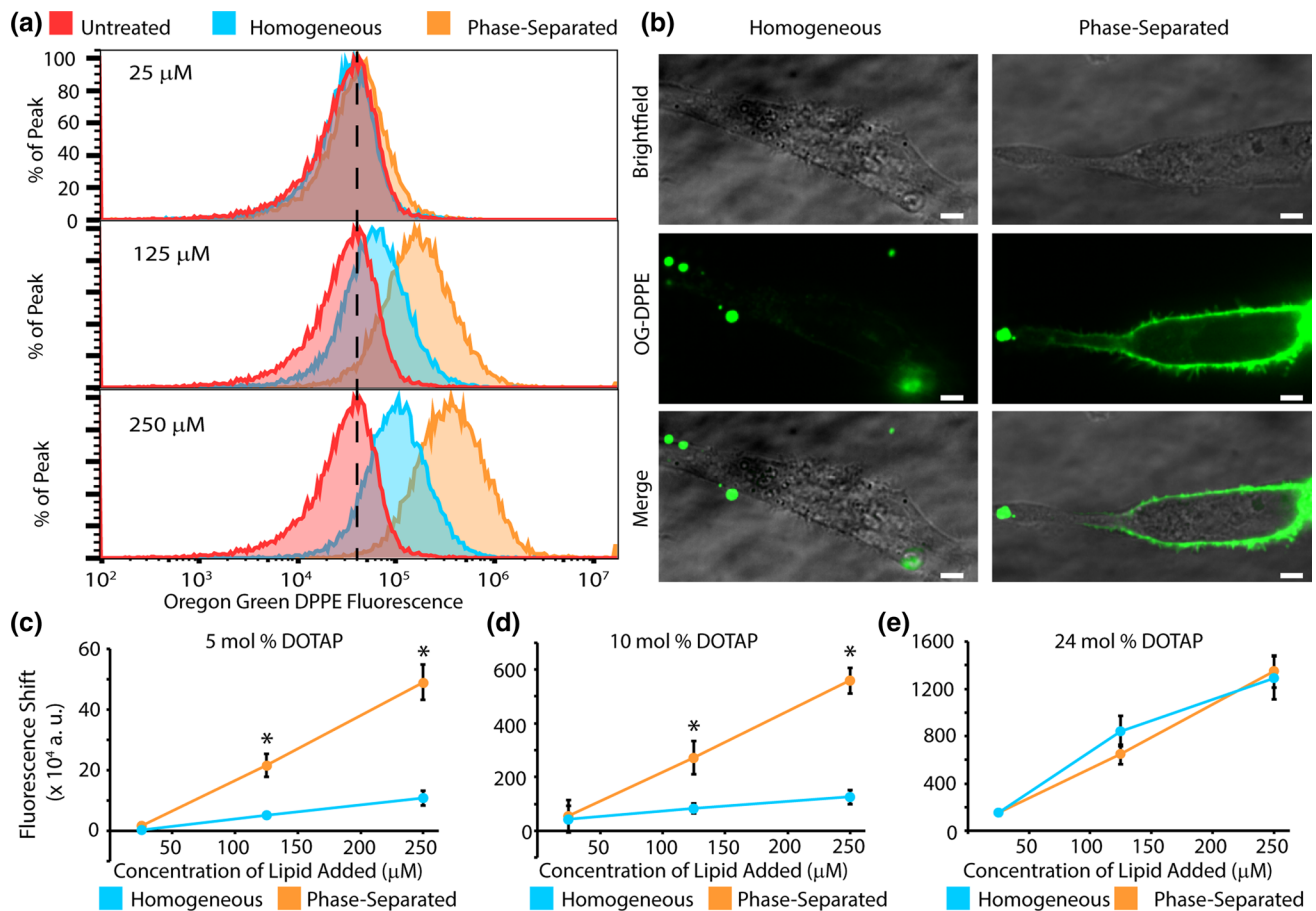 (a) Untreated Homogeneous Phase-Separated
100
80
60
40
20
0
% of Peak
25 μM
% of Peak
125 μM
% of Peak
250 μM
10² 10³ 10⁴ 10⁵ 10⁶ 10⁷
Oregon Green DPPE Fluorescence
(b) Homogeneous Phase-Separated
Brightfield
OG-DPPE
Merge
(c) 5 mol % DOTAP
Fluorescence Shift
(x 10⁴ a. u.)
60
40
20
0
* *
50 100 150 200 250
Concentration of Lipid Added (μM)
Homogeneous Phase-Separated
(d) 10 mol % DOTAP
600
400
200
0
* *
50 100 150 200 250
Concentration of Lipid Added (μM)
Homogeneous Phase-Separated
(e) 24 mol % DOTAP
1600
1200
800
400
0
50 100 150 200 250
Concentration of Lipid Added (μM)
Homogeneous Phase-Separated